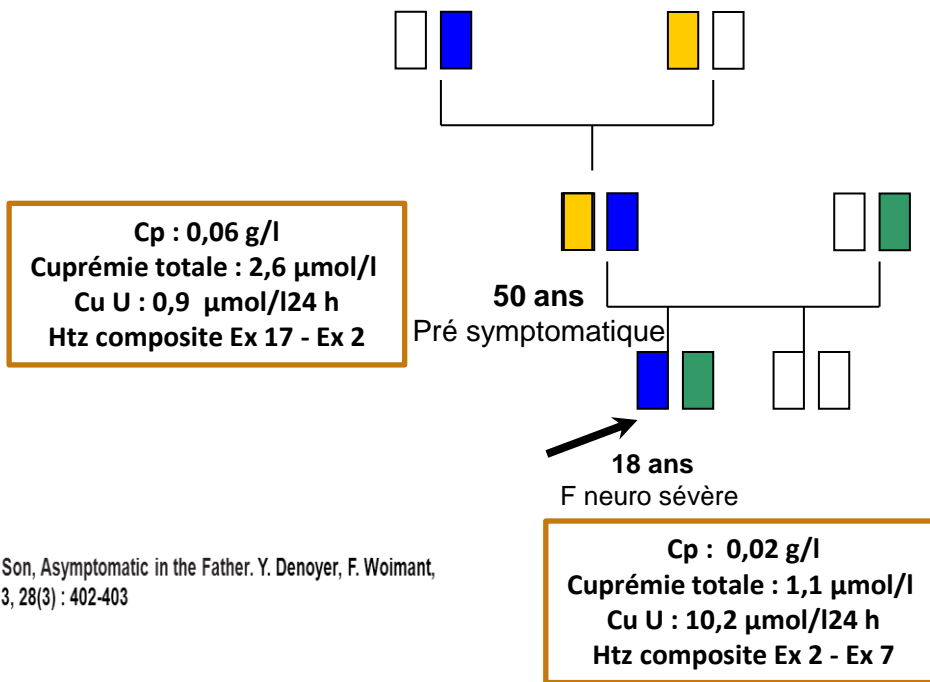 Cp : 0,06 g/l
Cuprémie totale : 2,6 µmol/l
Cu U : 0,9 µmol/l24 h
Htz composite Ex 17 - Ex 2
50 ans
Pré symptomatique
18 ans
F neuro sévère
Son, Asymptomatic in the Father. Y. Denoyer, F. Woimant,
3, 28(3) : 402-403
Cp : 0,02 g/l
Cuprémie totale : 1,1 µmol/l
Cu U : 10,2 µmol/l24 h
Htz composite Ex 2 - Ex 7